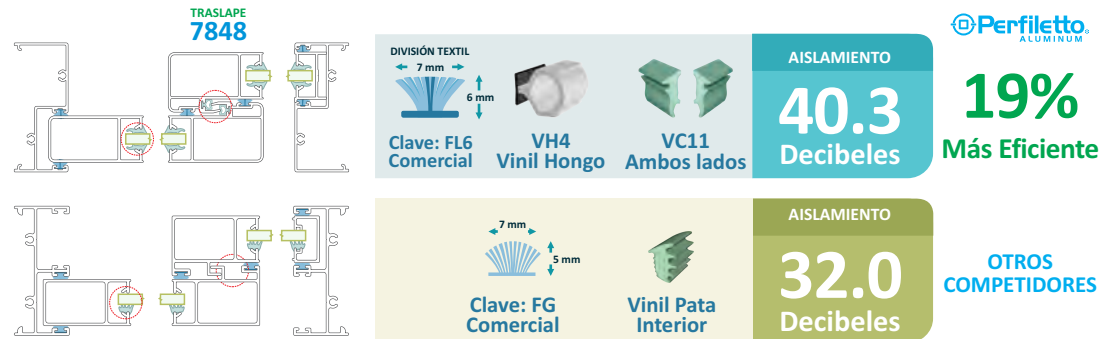 TRASLAPE
7848
DIVISIÓN TEXTIL
7 mm
6 mm
Clave: FL6
Comercial
VH4
Vinil Hongo
VC11
Ambos lados
AISLAMIENTO
40.3
Decibeles
Perfiletto®
ALUMINUM
19%
Más Eficiente
7 mm
5 mm
Clave: FG
Comercial
Vinil Pata
Interior
AISLAMIENTO
32.0
Decibeles
OTROS
COMPETIDORES